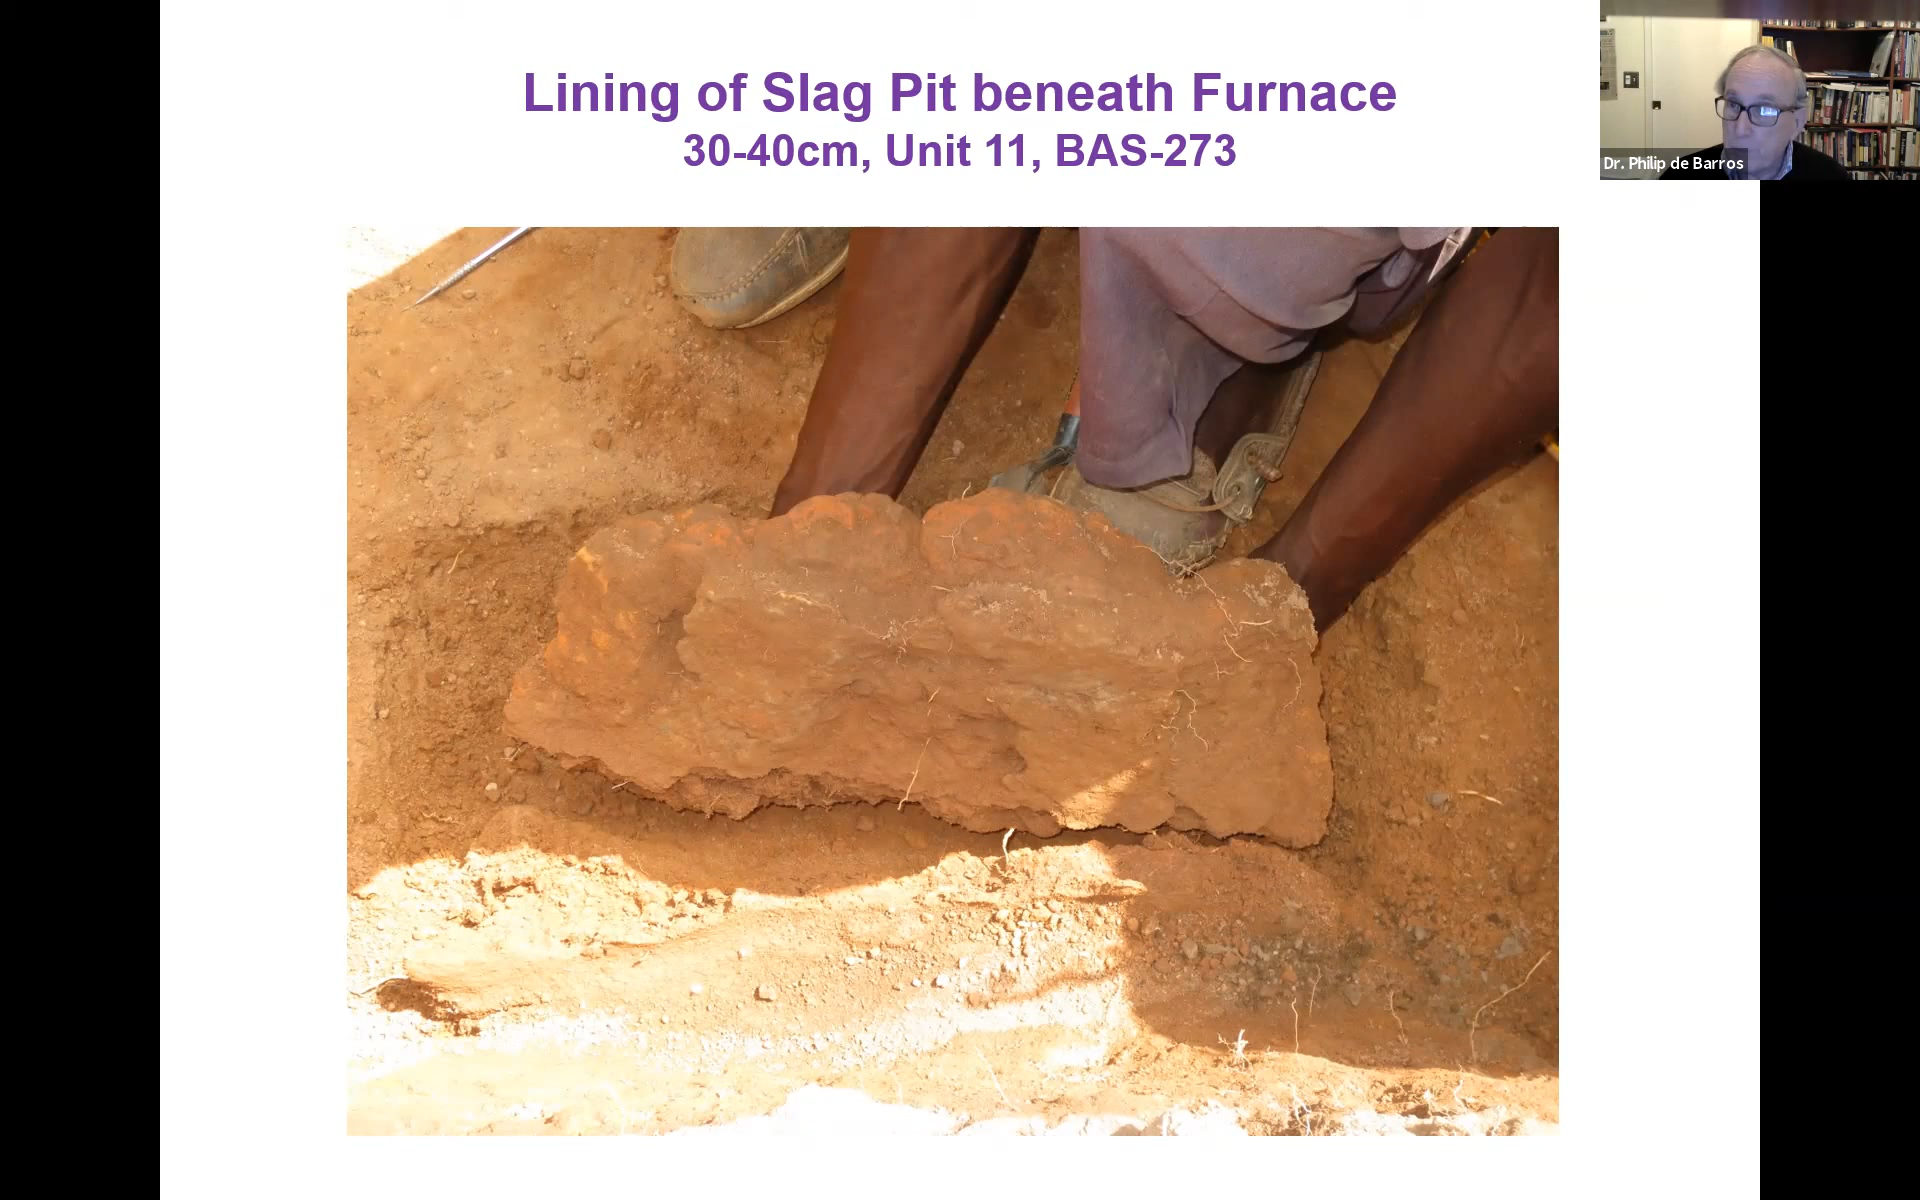 Lining of Slag Pit beneath Furnace
30-40cm, Unit 11, BAS-273
Dr. Philip de Barros